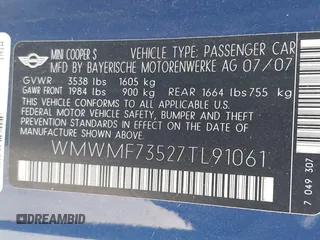 MINI COOPER S VEHICLE TYPE: PASSENGER CAR
MFD BY BAYERISCHE MOTORENWERKE AG 07/07
GVWR 3538 lbs 1605 kg
GAWR FRONT 1984 lbs 900 kg REAR 1664 lbs 755 kg
THIS VEHICLE CONFORMS TO ALL APPLICABLE
FEDERAL MOTOR VEHICLE SAFETY, BUMPER AND
THEFT PREVENTION STANDARDS IN EFFECT ON THE
DATE OF MANUFACTURE SHOWN ABOVE.
WMWMF73527TL91061
7 049 307
DREAMBID